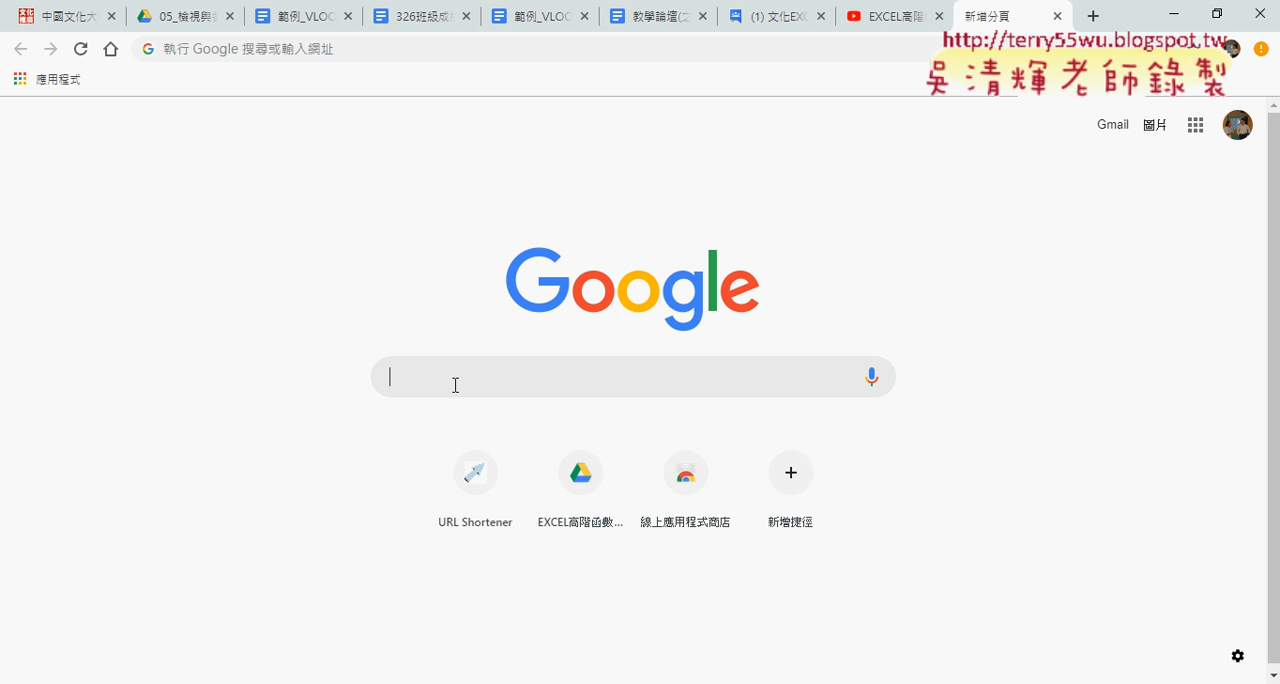 中國文化大
05_檢視與
範例_VLOC
326班級成
範例_VLOC
教學論壇(之
(1) 文化EXC
EXCEL高階
新增分頁
執行 Google 搜尋或輸入網址
http://terry55wu.blogspot.tw
吳清輝老師錄製
應用程式
Gmail
圖片
Google
URL Shortener
EXCEL高階函數...
線上應用程式商店
新增捷徑